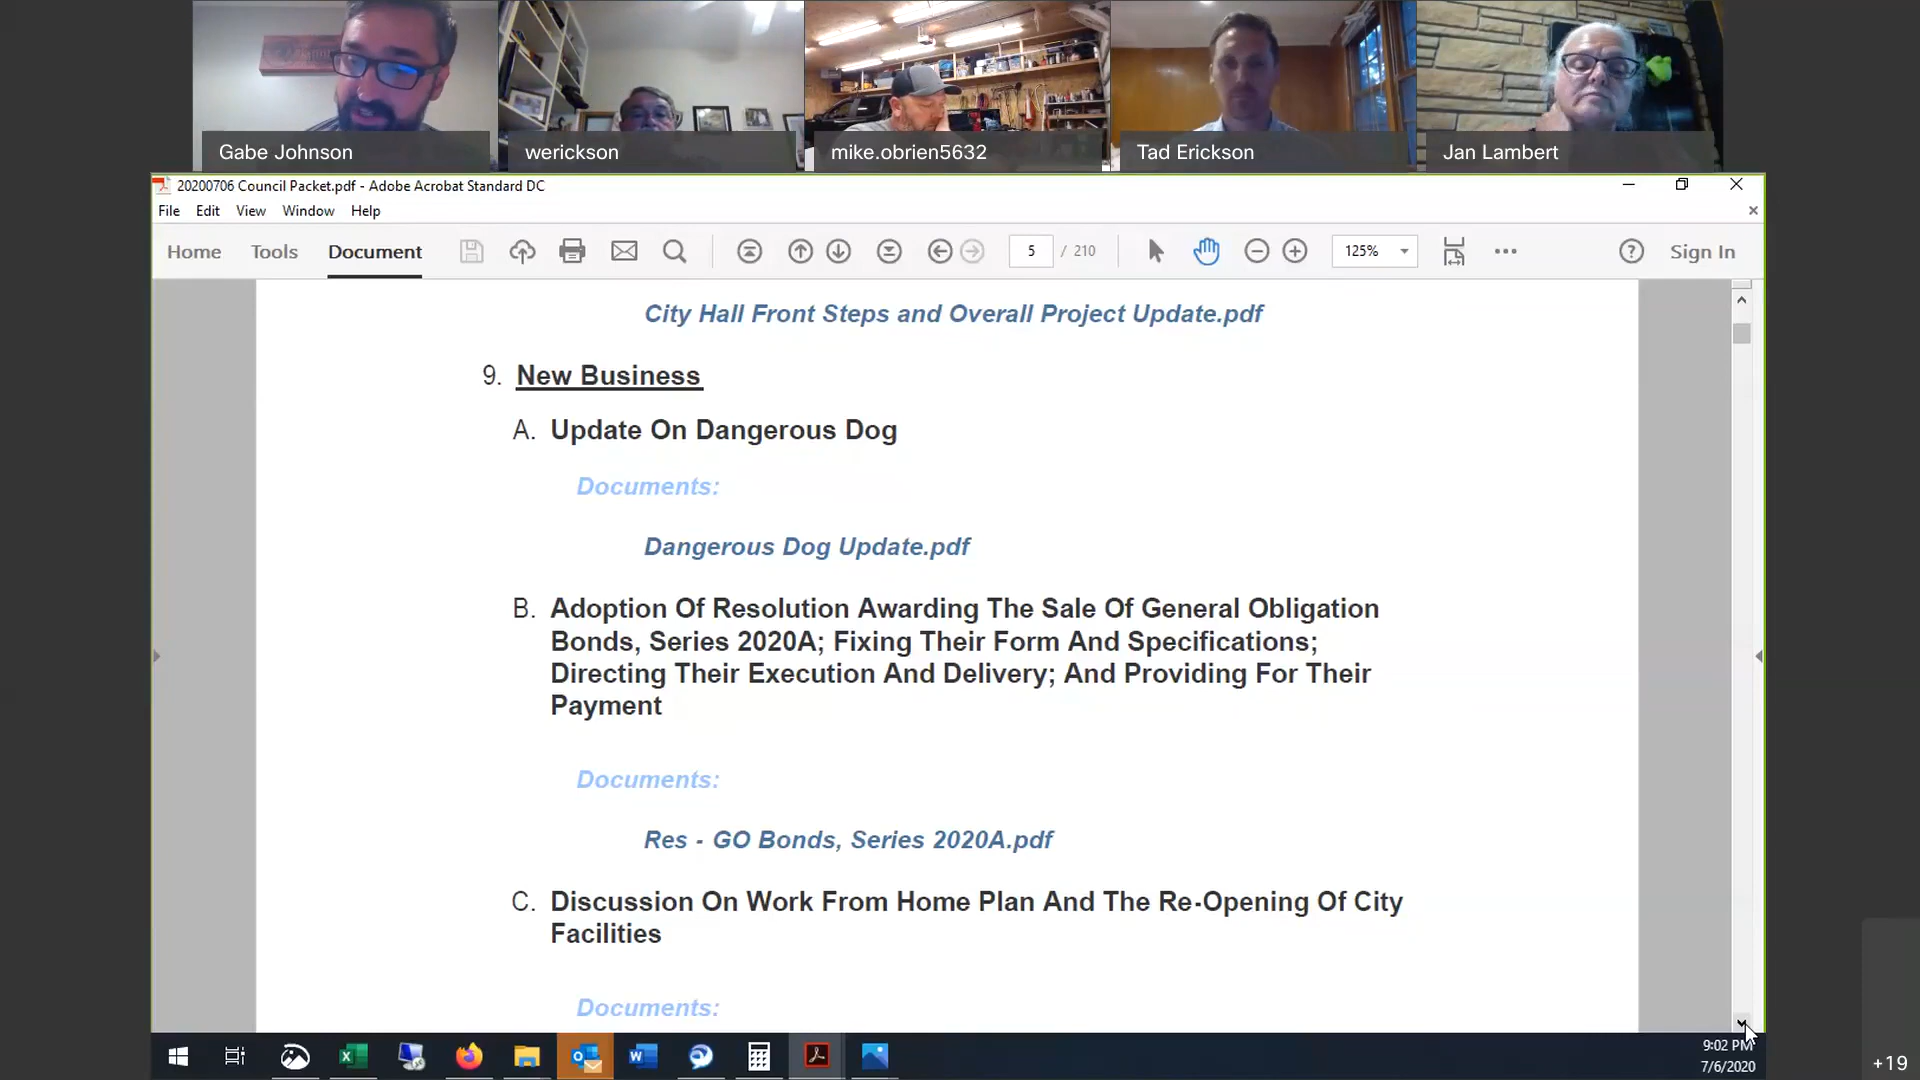 Gabe Johnson
werickson
mike.obrien5632
Tad Erickson
Jan Lambert
20200706 Council Packet.pdf - Adobe Acrobat Standard DC
File Edit View Window Help
Home Tools Document 5 / 210 125% Sign In
City Hall Front Steps and Overall Project Update.pdf
9. New Business
A. Update On Dangerous Dog
Documents:
Dangerous Dog Update.pdf
B. Adoption Of Resolution Awarding The Sale Of General Obligation
Bonds, Series 2020A; Fixing Their Form And Specifications;
Directing Their Execution And Delivery; And Providing For Their
Payment
Documents:
Res - GO Bonds, Series 2020A.pdf
C. Discussion On Work From Home Plan And The Re-Opening Of City
Facilities
Documents:
9:02 PM
7/6/2020
+19